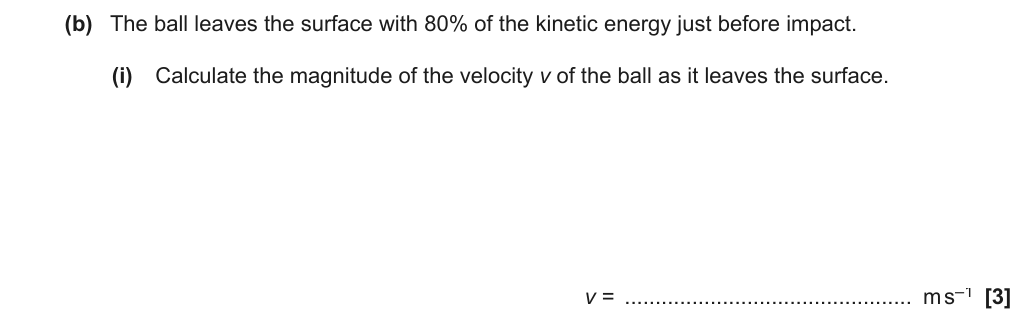 (b) The ball leaves the surface with 80% of the kinetic energy just before impact.
(i) Calculate the magnitude of the velocity v of the ball as it leaves the surface.
v = ............................................... m s⁻¹ [3]